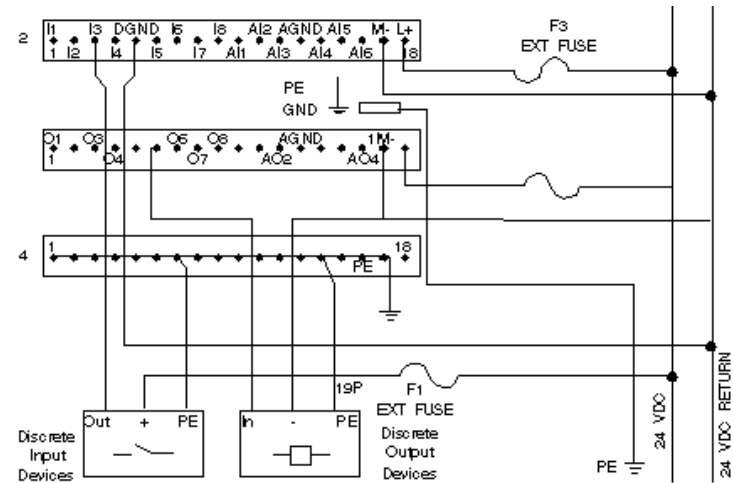 F3
EXT FUSE
I1 I3 DGND I6 I8 AI2 AGND AI5 M- L+
2
1 I2 I4 I5 I7 AI1 AI3 AI4 AI6 18
PE
GND
O1 O3 O6 O8 AGND 1M-
1 O4 O7 AO2 AO4
1 18
4
PE
19P
F1
EXT FUSE
Out + PE
In - PE
Discrete
Input
Devices
Discrete
Output
Devices
PE
24 VDC
24 VDC RETURN